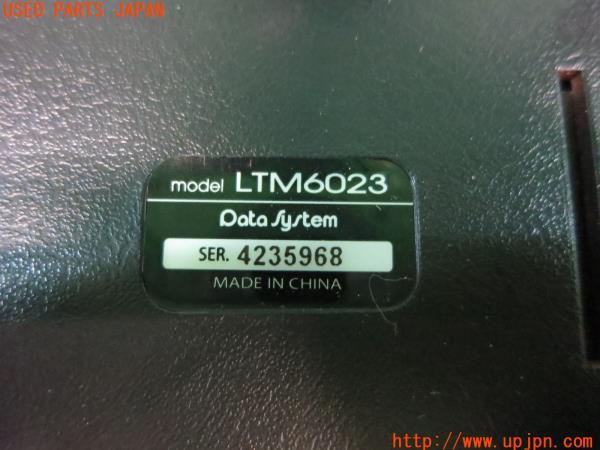 USED PARTS JAPAN
model LTM6023
Data System
SER. 4235968
MADE IN CHINA
http://www.upjpn.com